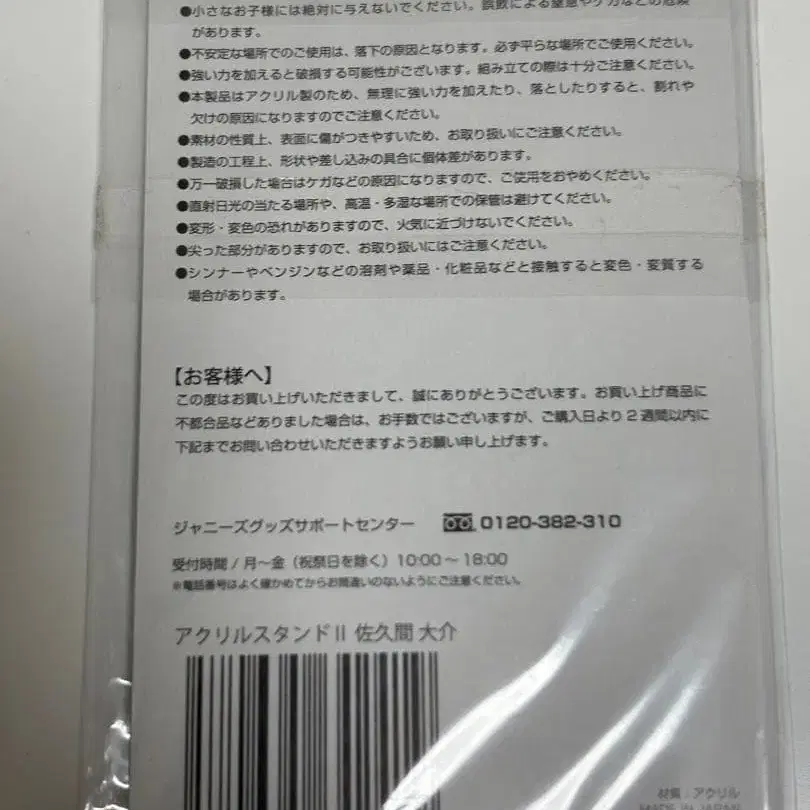 ●小さなお子様には絶対に与えないでください。誤飲による窒息やケガなどの危険
があります。
●不安定な場所でのご使用は、落下の原因となります。必ず平らな場所でご使用ください。
●強い力を加えると破損する可能性がございます。組み立ての際は十分ご注意ください。
●本製品はアクリル製のため、無理に強い力を加えたり、落としたりすると、割れや
欠けの原因になりますのでご注意ください。
●素材の性質上、表面に傷がつきやすいため、お取り扱いにご注意ください。
●製造の工程上、形状や差し込みの具合に個体差があります。
●万一破損した場合はケガなどの原因になりますので、ご使用をおやめください。
●直射日光の当たる場所や、高温・多湿な場所での保管は避けてください。
●変形・変色の恐れがありますので、火気に近づけないでください。
●尖った部分がありますので、お取り扱いにはご注意ください。
●シンナーやベンジンなどの溶剤や薬品・化粧品などと接触すると変色・変質する
場合があります。
【お客様へ】
この度はお買い上げいただきまして、誠にありがとうございます。お買い上げ商品に
不都合品などありました場合は、お手数ではございますが、ご購入日より2週間以内に
下記までお問い合わせいただきますようお願い申し上げます。
ジャニーズグッズサポートセンター 0120-382-310
受付時間/月〜金(祝祭日を除く)10:00〜18:00
※電話番号はよく確かめてからお間違いのないようにご注意ください。
アクリルスタンドⅡ 佐久間 大介
材質:アクリル
MADE IN JAPAN